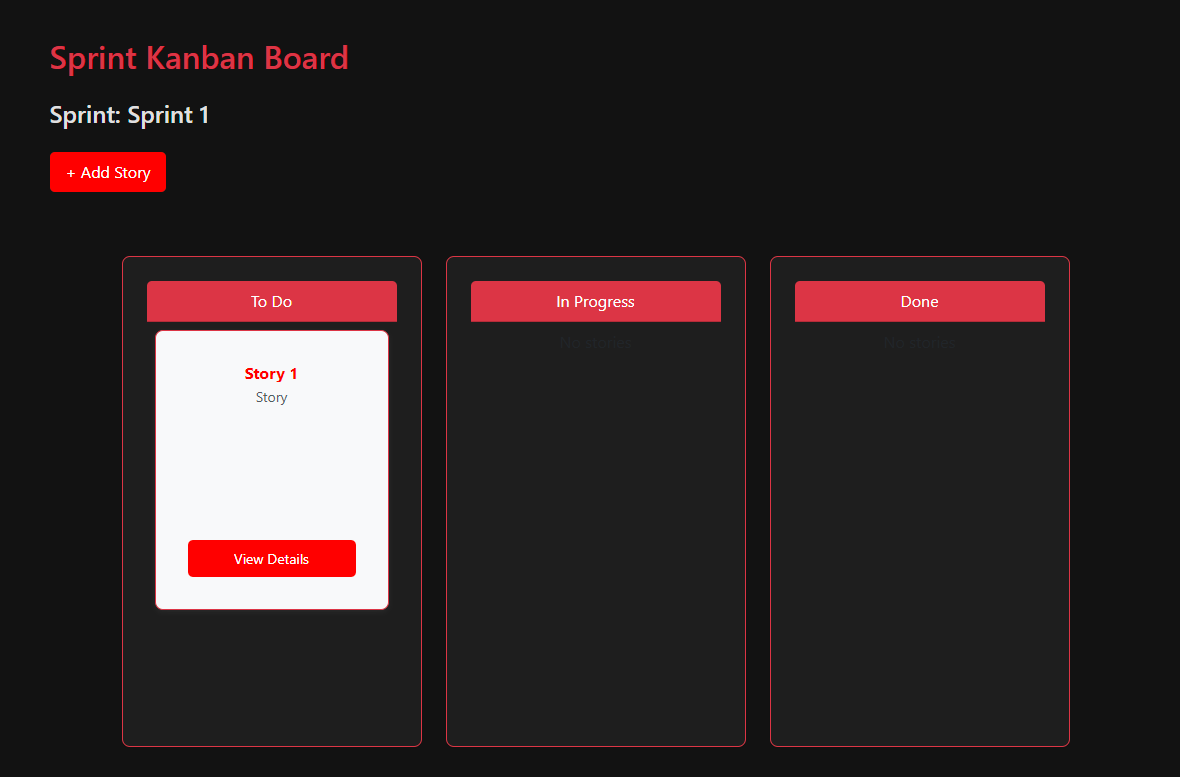 Sprint Kanban Board
Sprint: Sprint 1
+ Add Story
To Do
In Progress
Done
Story 1
Story
View Details
No stories
No stories